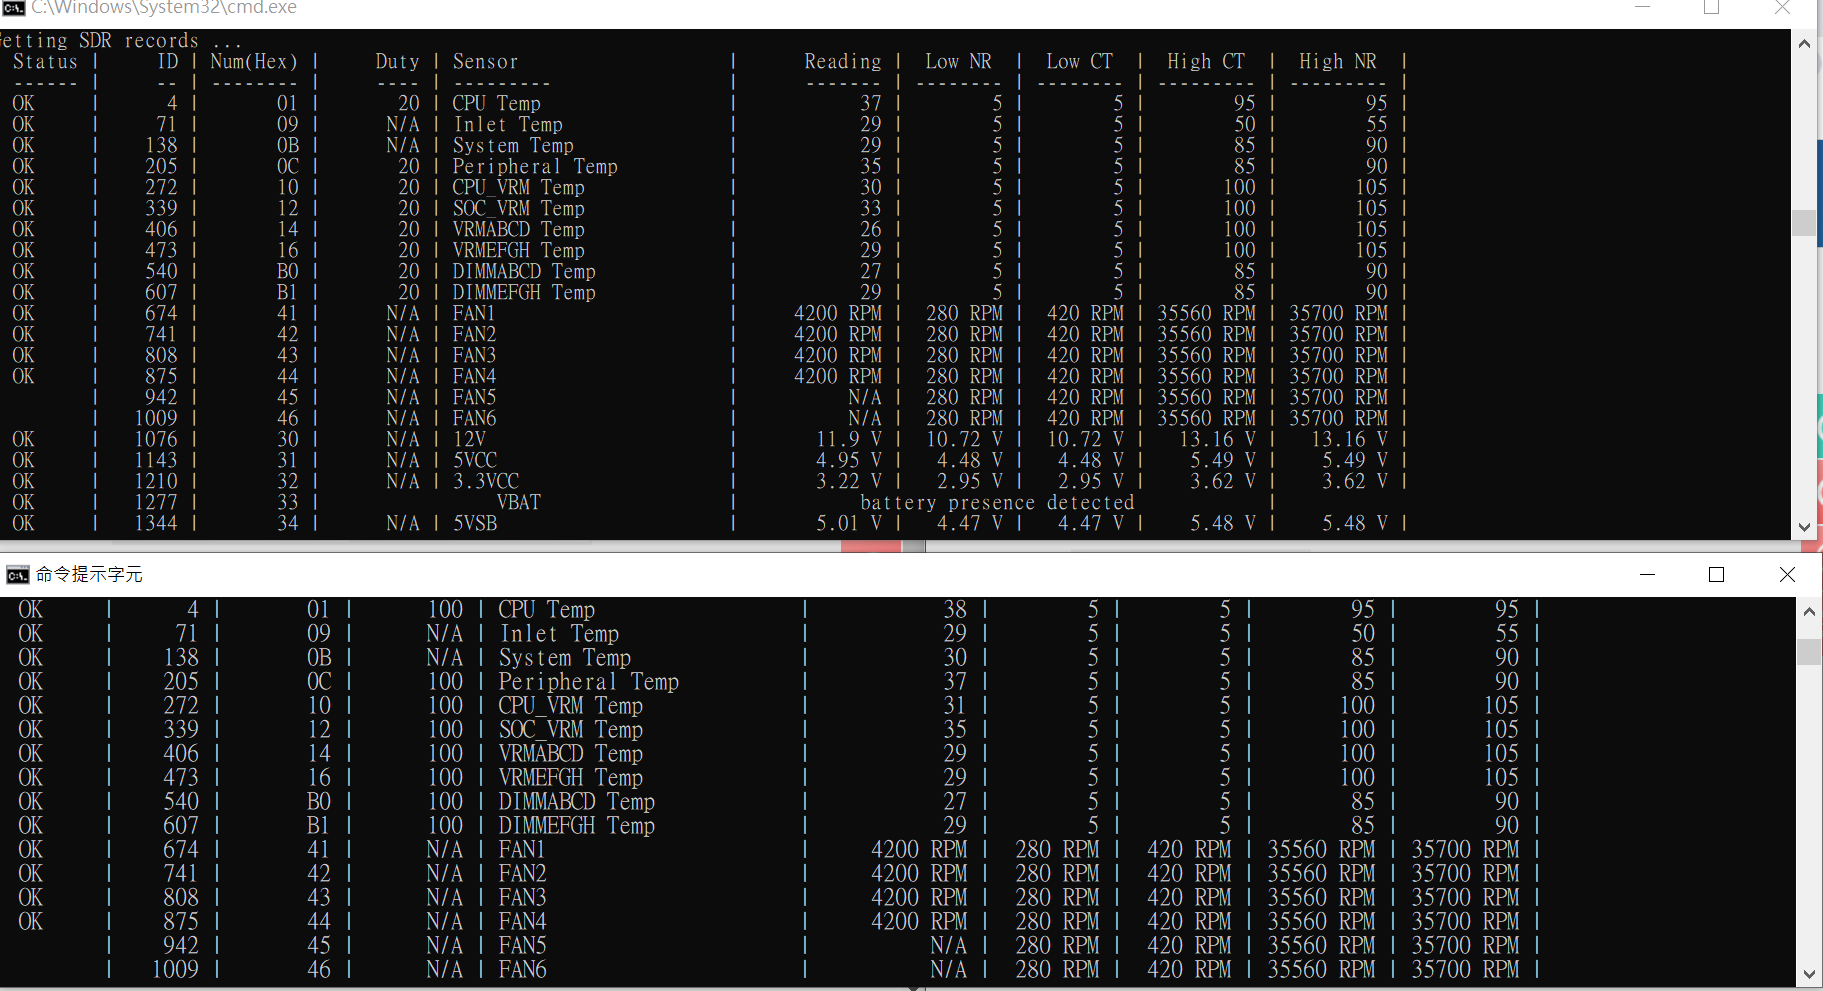 C:\Windows\System32\cmd.exe
Getting SDR records ...
Status | ID | Num(Hex) | Duty | Sensor | Reading | Low NR | Low CT | High CT | High NR |
------ | -- | -------- | ---- | --------- | ------- | -------- | -------- | --------- | --------- |
OK | 4 | 01 | 20 | CPU Temp | 37 | 5 | 5 | 95 | 95 |
OK | 71 | 09 | N/A | Inlet Temp | 29 | 5 | 5 | 50 | 55 |
OK | 138 | 0B | N/A | System Temp | 29 | 5 | 5 | 85 | 90 |
OK | 205 | 0C | 20 | Peripheral Temp | 35 | 5 | 5 | 85 | 90 |
OK | 272 | 10 | 20 | CPU_VRM Temp | 30 | 5 | 5 | 100 | 105 |
OK | 339 | 12 | 20 | SOC_VRM Temp | 33 | 5 | 5 | 100 | 105 |
OK | 406 | 14 | 20 | VRMABCD Temp | 26 | 5 | 5 | 100 | 105 |
OK | 473 | 16 | 20 | VRMEFGH Temp | 29 | 5 | 5 | 100 | 105 |
OK | 540 | B0 | 20 | DIMMABCD Temp | 27 | 5 | 5 | 85 | 90 |
OK | 607 | B1 | 20 | DIMMEFGH Temp | 29 | 5 | 5 | 85 | 90 |
OK | 674 | 41 | N/A | FAN1 | 4200 RPM | 280 RPM | 420 RPM | 35560 RPM | 35700 RPM |
OK | 741 | 42 | N/A | FAN2 | 4200 RPM | 280 RPM | 420 RPM | 35560 RPM | 35700 RPM |
OK | 808 | 43 | N/A | FAN3 | 4200 RPM | 280 RPM | 420 RPM | 35560 RPM | 35700 RPM |
OK | 875 | 44 | N/A | FAN4 | 4200 RPM | 280 RPM | 420 RPM | 35560 RPM | 35700 RPM |
| 942 | 45 | N/A | FAN5 | N/A | 280 RPM | 420 RPM | 35560 RPM | 35700 RPM |
| 1009 | 46 | N/A | FAN6 | N/A | 280 RPM | 420 RPM | 35560 RPM | 35700 RPM |
OK | 1076 | 30 | N/A | 12V | 11.9 V | 10.72 V | 10.72 V | 13.16 V | 13.16 V |
OK | 1143 | 31 | N/A | 5VCC | 4.95 V | 4.48 V | 4.48 V | 5.49 V | 5.49 V |
OK | 1210 | 32 | N/A | 3.3VCC | 3.22 V | 2.95 V | 2.95 V | 3.62 V | 3.62 V |
OK | 1277 | 33 | VBAT | battery presence detected |
OK | 1344 | 34 | N/A | 5VSB | 5.01 V | 4.47 V | 4.47 V | 5.48 V | 5.48 V |
命令提示字元
OK | 4 | 01 | 100 | CPU Temp | 38 | 5 | 5 | 95 | 95 |
OK | 71 | 09 | N/A | Inlet Temp | 29 | 5 | 5 | 50 | 55 |
OK | 138 | 0B | N/A | System Temp | 30 | 5 | 5 | 85 | 90 |
OK | 205 | 0C | 100 | Peripheral Temp | 37 | 5 | 5 | 85 | 90 |
OK | 272 | 10 | 100 | CPU_VRM Temp | 31 | 5 | 5 | 100 | 105 |
OK | 339 | 12 | 100 | SOC_VRM Temp | 35 | 5 | 5 | 100 | 105 |
OK | 406 | 14 | 100 | VRMABCD Temp | 29 | 5 | 5 | 100 | 105 |
OK | 473 | 16 | 100 | VRMEFGH Temp | 29 | 5 | 5 | 100 | 105 |
OK | 540 | B0 | 100 | DIMMABCD Temp | 27 | 5 | 5 | 85 | 90 |
OK | 607 | B1 | 100 | DIMMEFGH Temp | 29 | 5 | 5 | 85 | 90 |
OK | 674 | 41 | N/A | FAN1 | 4200 RPM | 280 RPM | 420 RPM | 35560 RPM | 35700 RPM |
OK | 741 | 42 | N/A | FAN2 | 4200 RPM | 280 RPM | 420 RPM | 35560 RPM | 35700 RPM |
OK | 808 | 43 | N/A | FAN3 | 4200 RPM | 280 RPM | 420 RPM | 35560 RPM | 35700 RPM |
OK | 875 | 44 | N/A | FAN4 | 4200 RPM | 280 RPM | 420 RPM | 35560 RPM | 35700 RPM |
| 942 | 45 | N/A | FAN5 | N/A | 280 RPM | 420 RPM | 35560 RPM | 35700 RPM |
| 1009 | 46 | N/A | FAN6 | N/A | 280 RPM | 420 RPM | 35560 RPM | 35700 RPM |